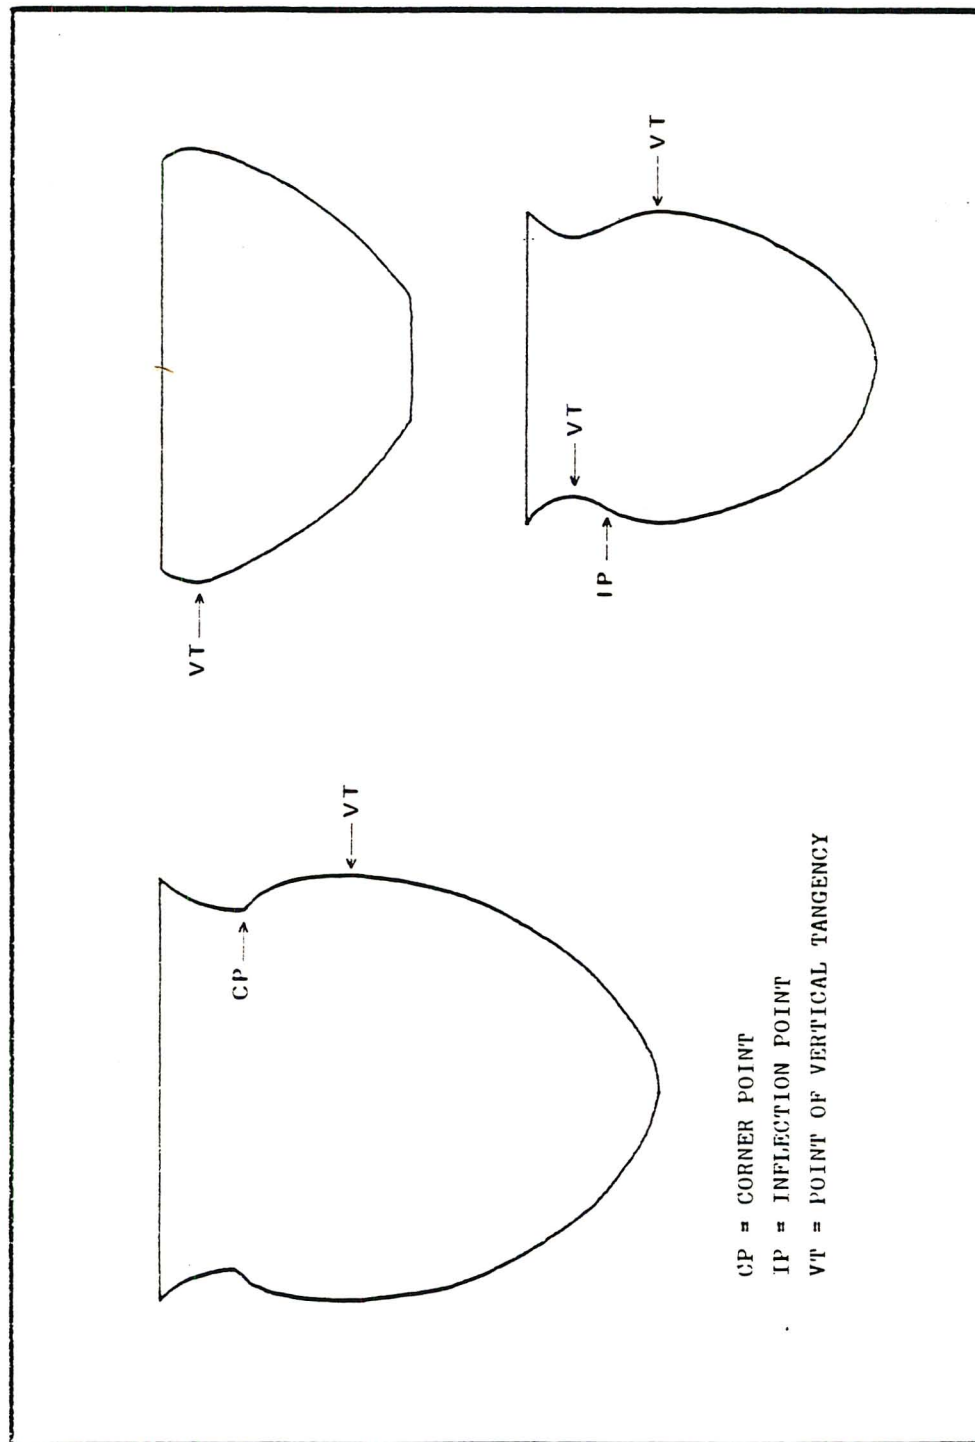 VT
CP
VT
VT
IP
VT
CP = CORNER POINT
IP = INFLECTION POINT
VT = POINT OF VERTICAL TANGENCY